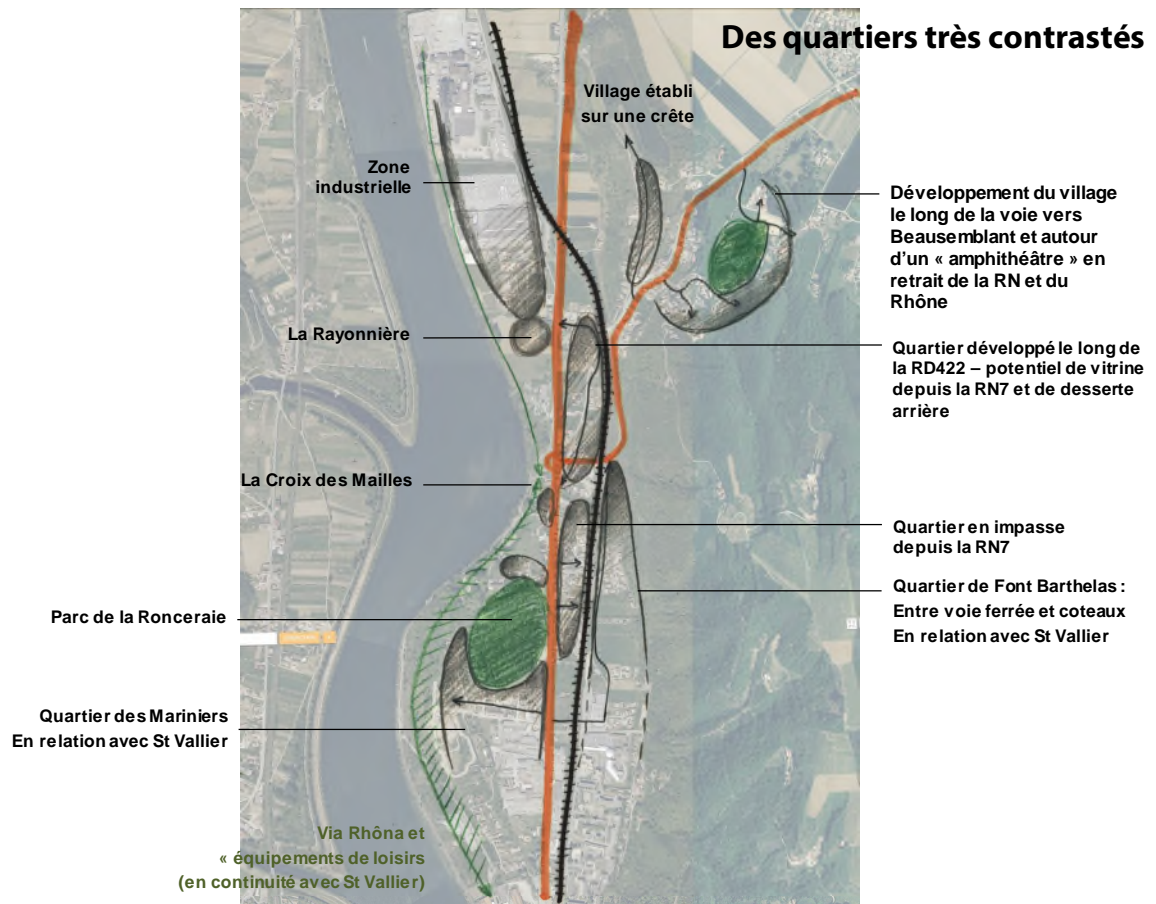 Des quartiers très contrastés
Village établi
sur une crête
Zone
industrielle
Développement du village
le long de la voie vers
Beausemblant et autour
d'un « amphithéâtre » en
retrait de la RN et du
Rhône
La Rayonnière
Quartier développé le long de
la RD422 – potentiel de vitrine
depuis la RN7 et de desserte
arrière
La Croix des Mailles
Quartier en impasse
depuis la RN7
Quartier de Font Barthelas :
Entre voie ferrée et coteaux
En relation avec St Vallier
Parc de la Ronceraie
Quartier des Mariniers
En relation avec St Vallier
Via Rhôna et
« équipements de loisirs
(en continuité avec St Vallier)